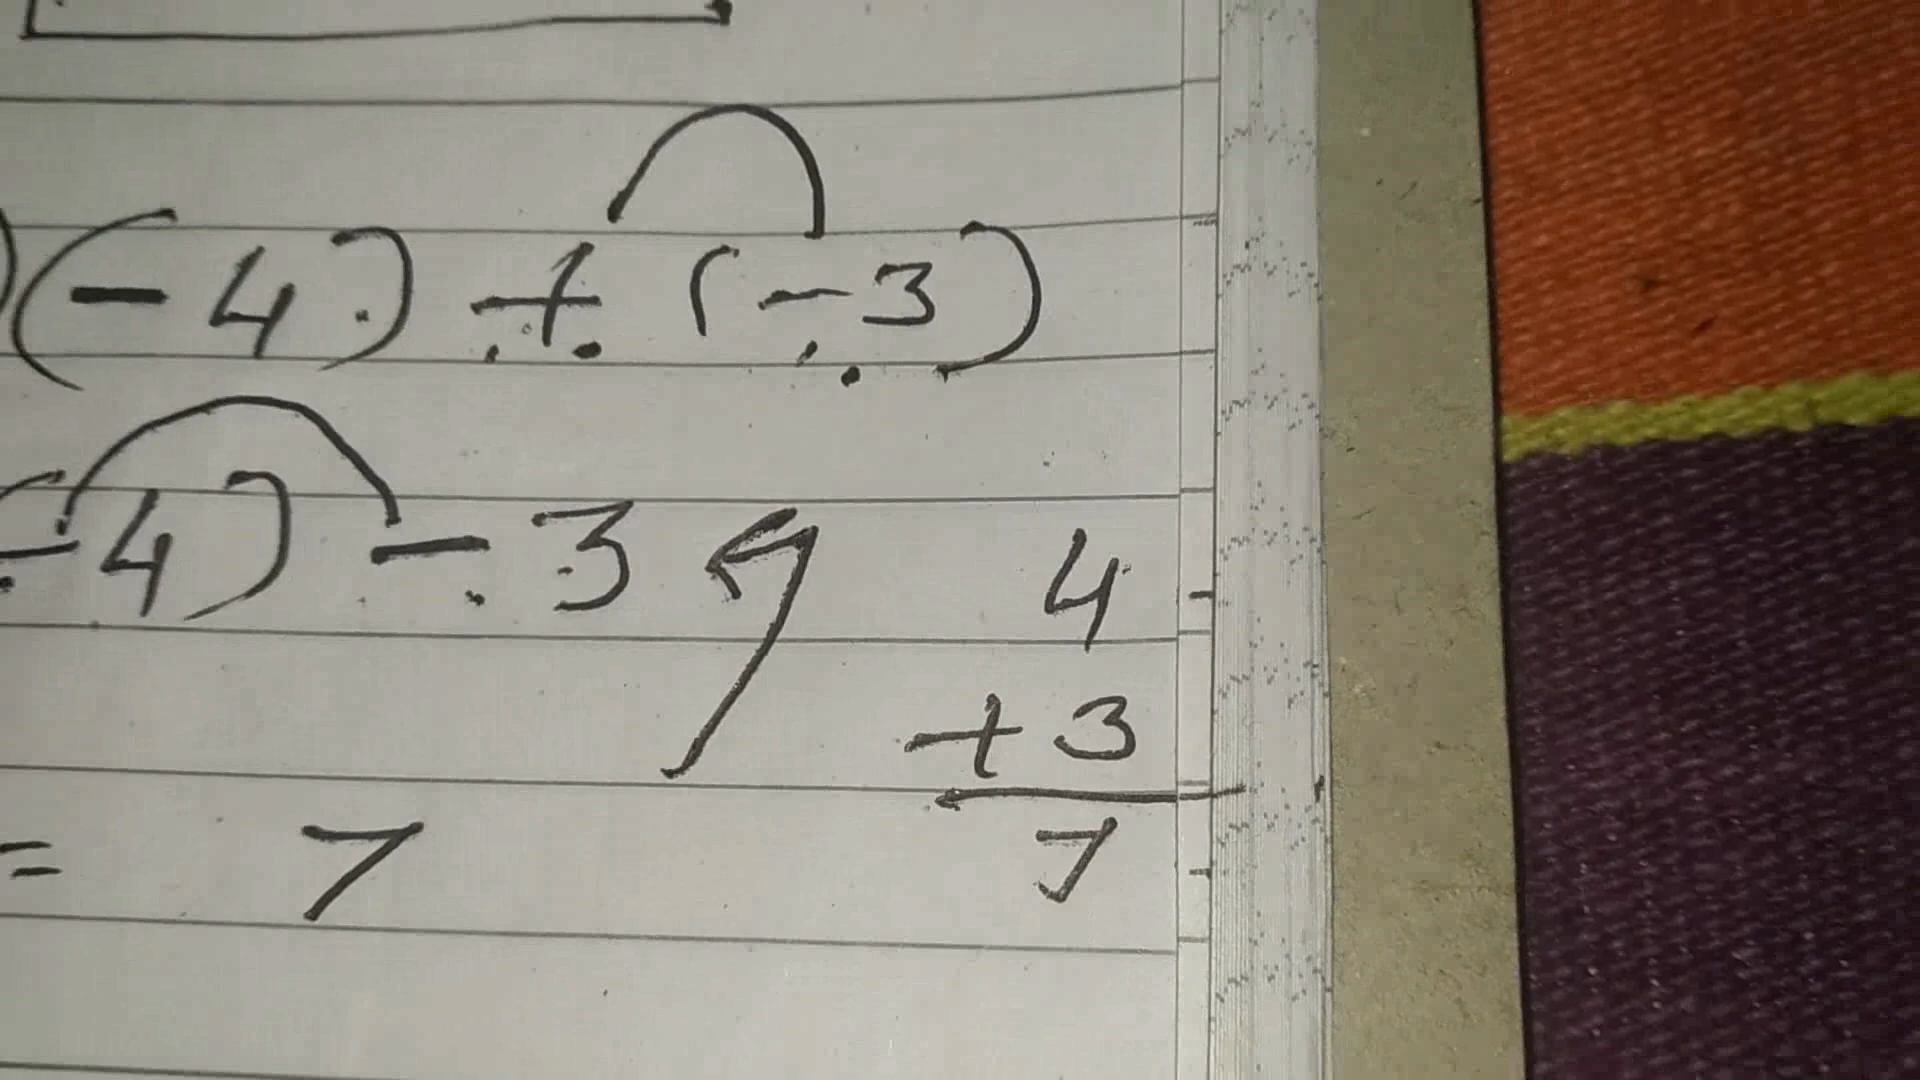 )(-4) + (-3)
(-4) - 3
4
+3
7
= 7